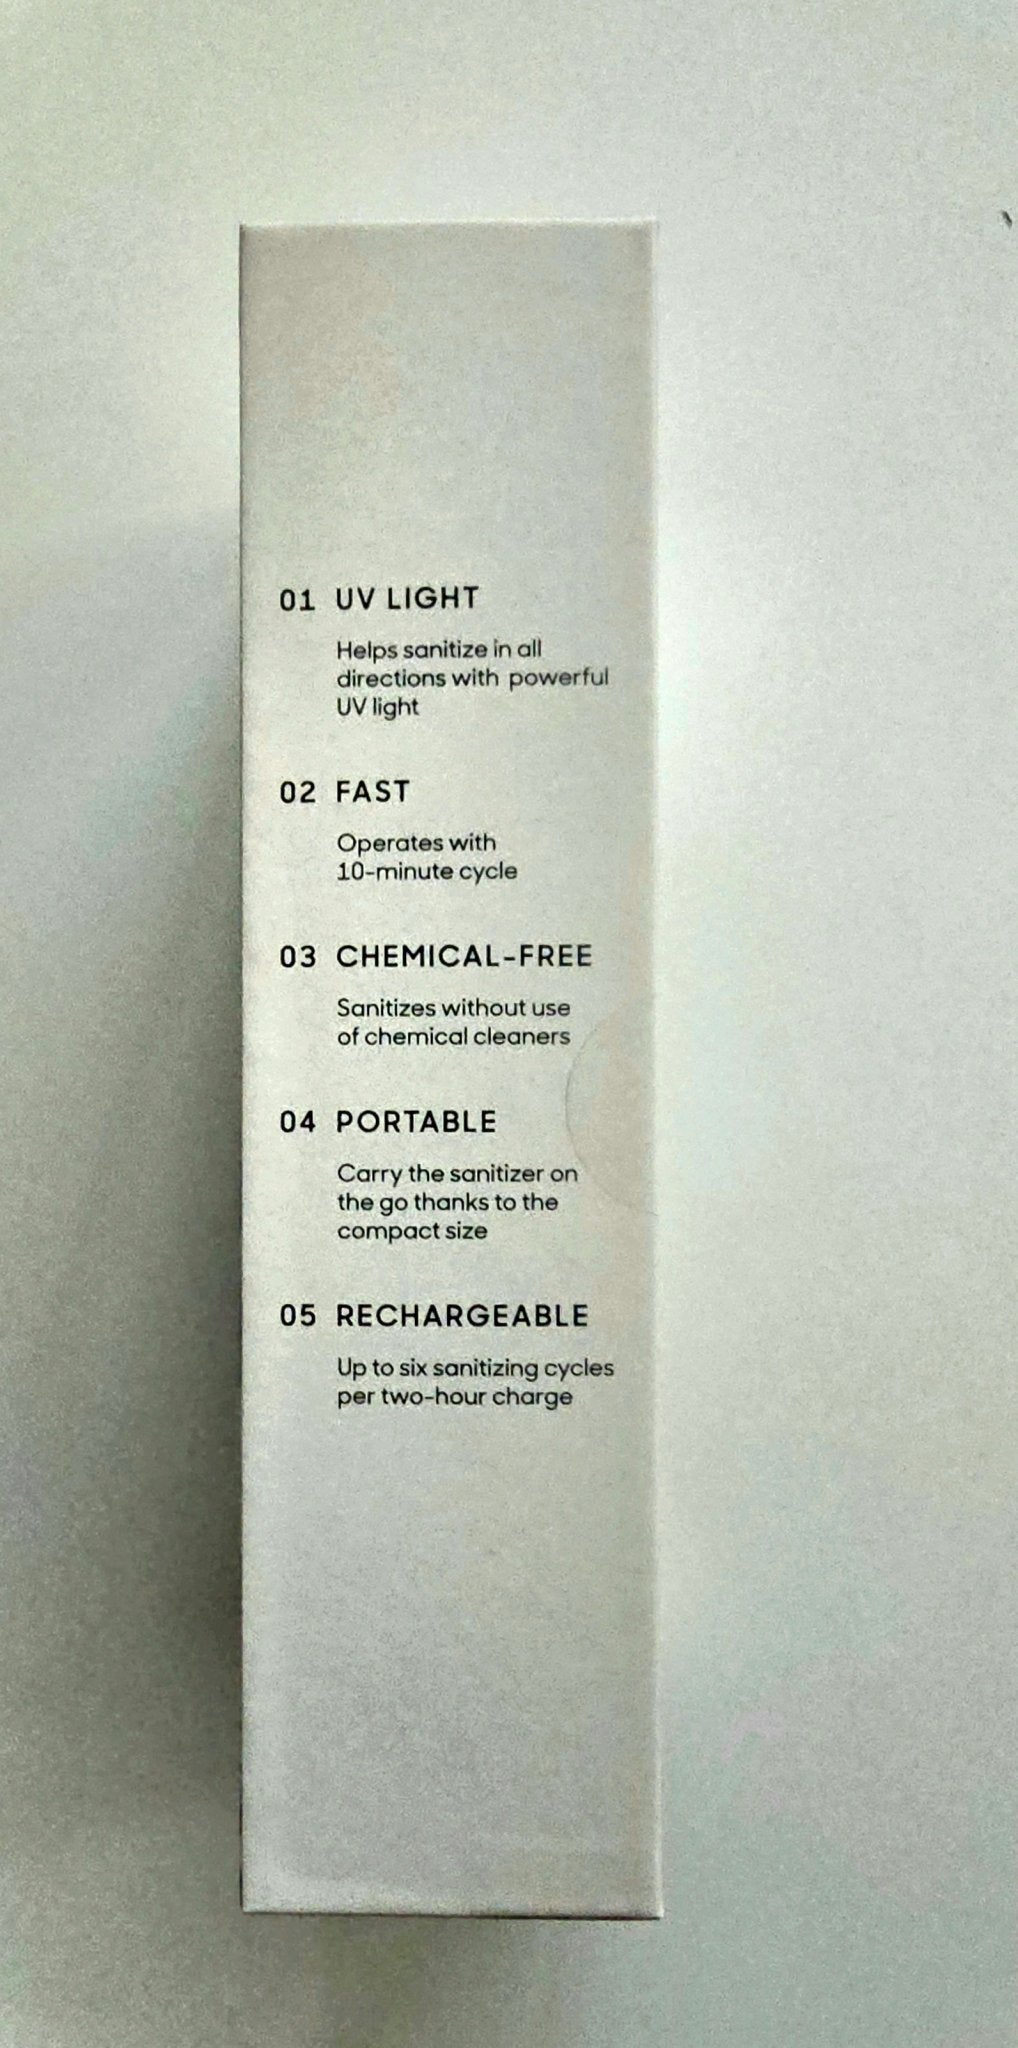 01 UV LIGHT
Helps sanitize in all
directions with powerful
UV light
02 FAST
Operates with
10-minute cycle
03 CHEMICAL-FREE
Sanitizes without use
of chemical cleaners
04 PORTABLE
Carry the sanitizer on
the go thanks to the
compact size
05 RECHARGEABLE
Up to six sanitizing cycles
per two-hour charge